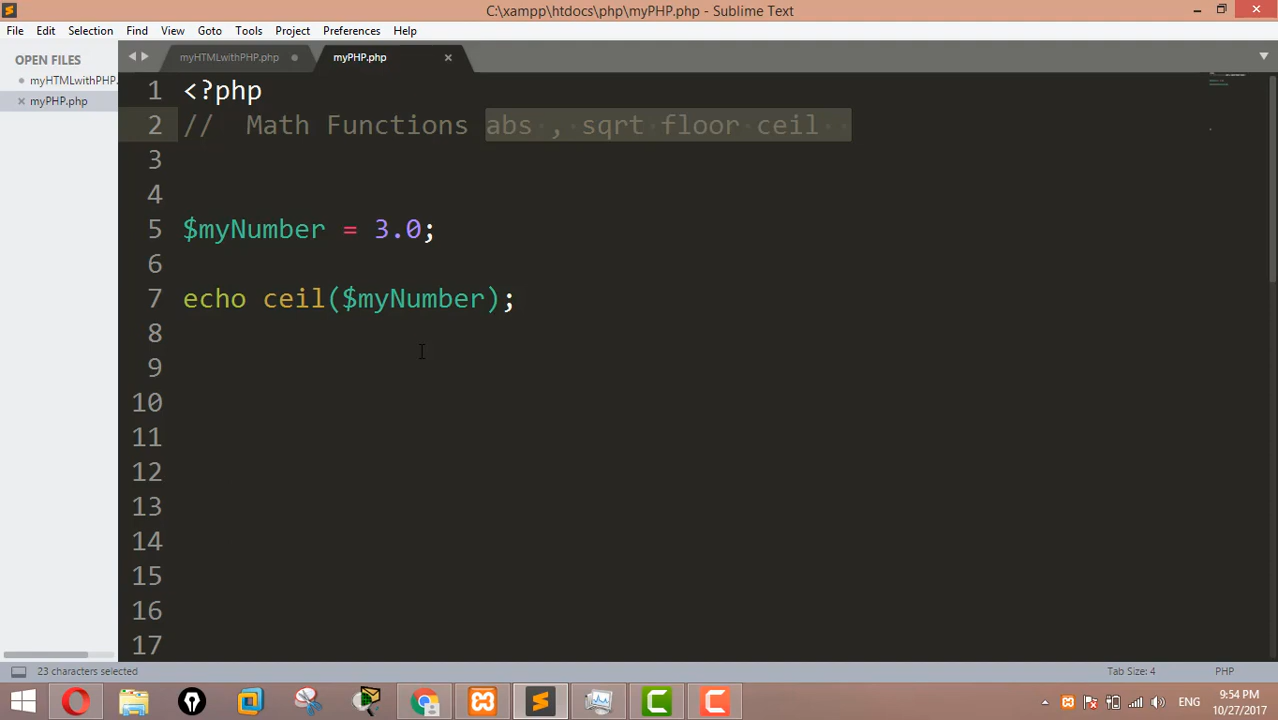 C:\xampp\htdocs\php\myPHP.php - Sublime Text
File Edit Selection Find View Goto Tools Project Preferences Help
OPEN FILES
myHTMLwithPHP.
myPHP.php
myHTMLwithPHP.php
myPHP.php
1 <?php
2 //  Math Functions abs , sqrt floor ceil
3
4
5 $myNumber = 3.0;
6
7 echo ceil($myNumber);
8
9
10
11
12
13
14
15
16
17
23 characters selected
Tab Size: 4
PHP
ENG
9:54 PM
10/27/2017